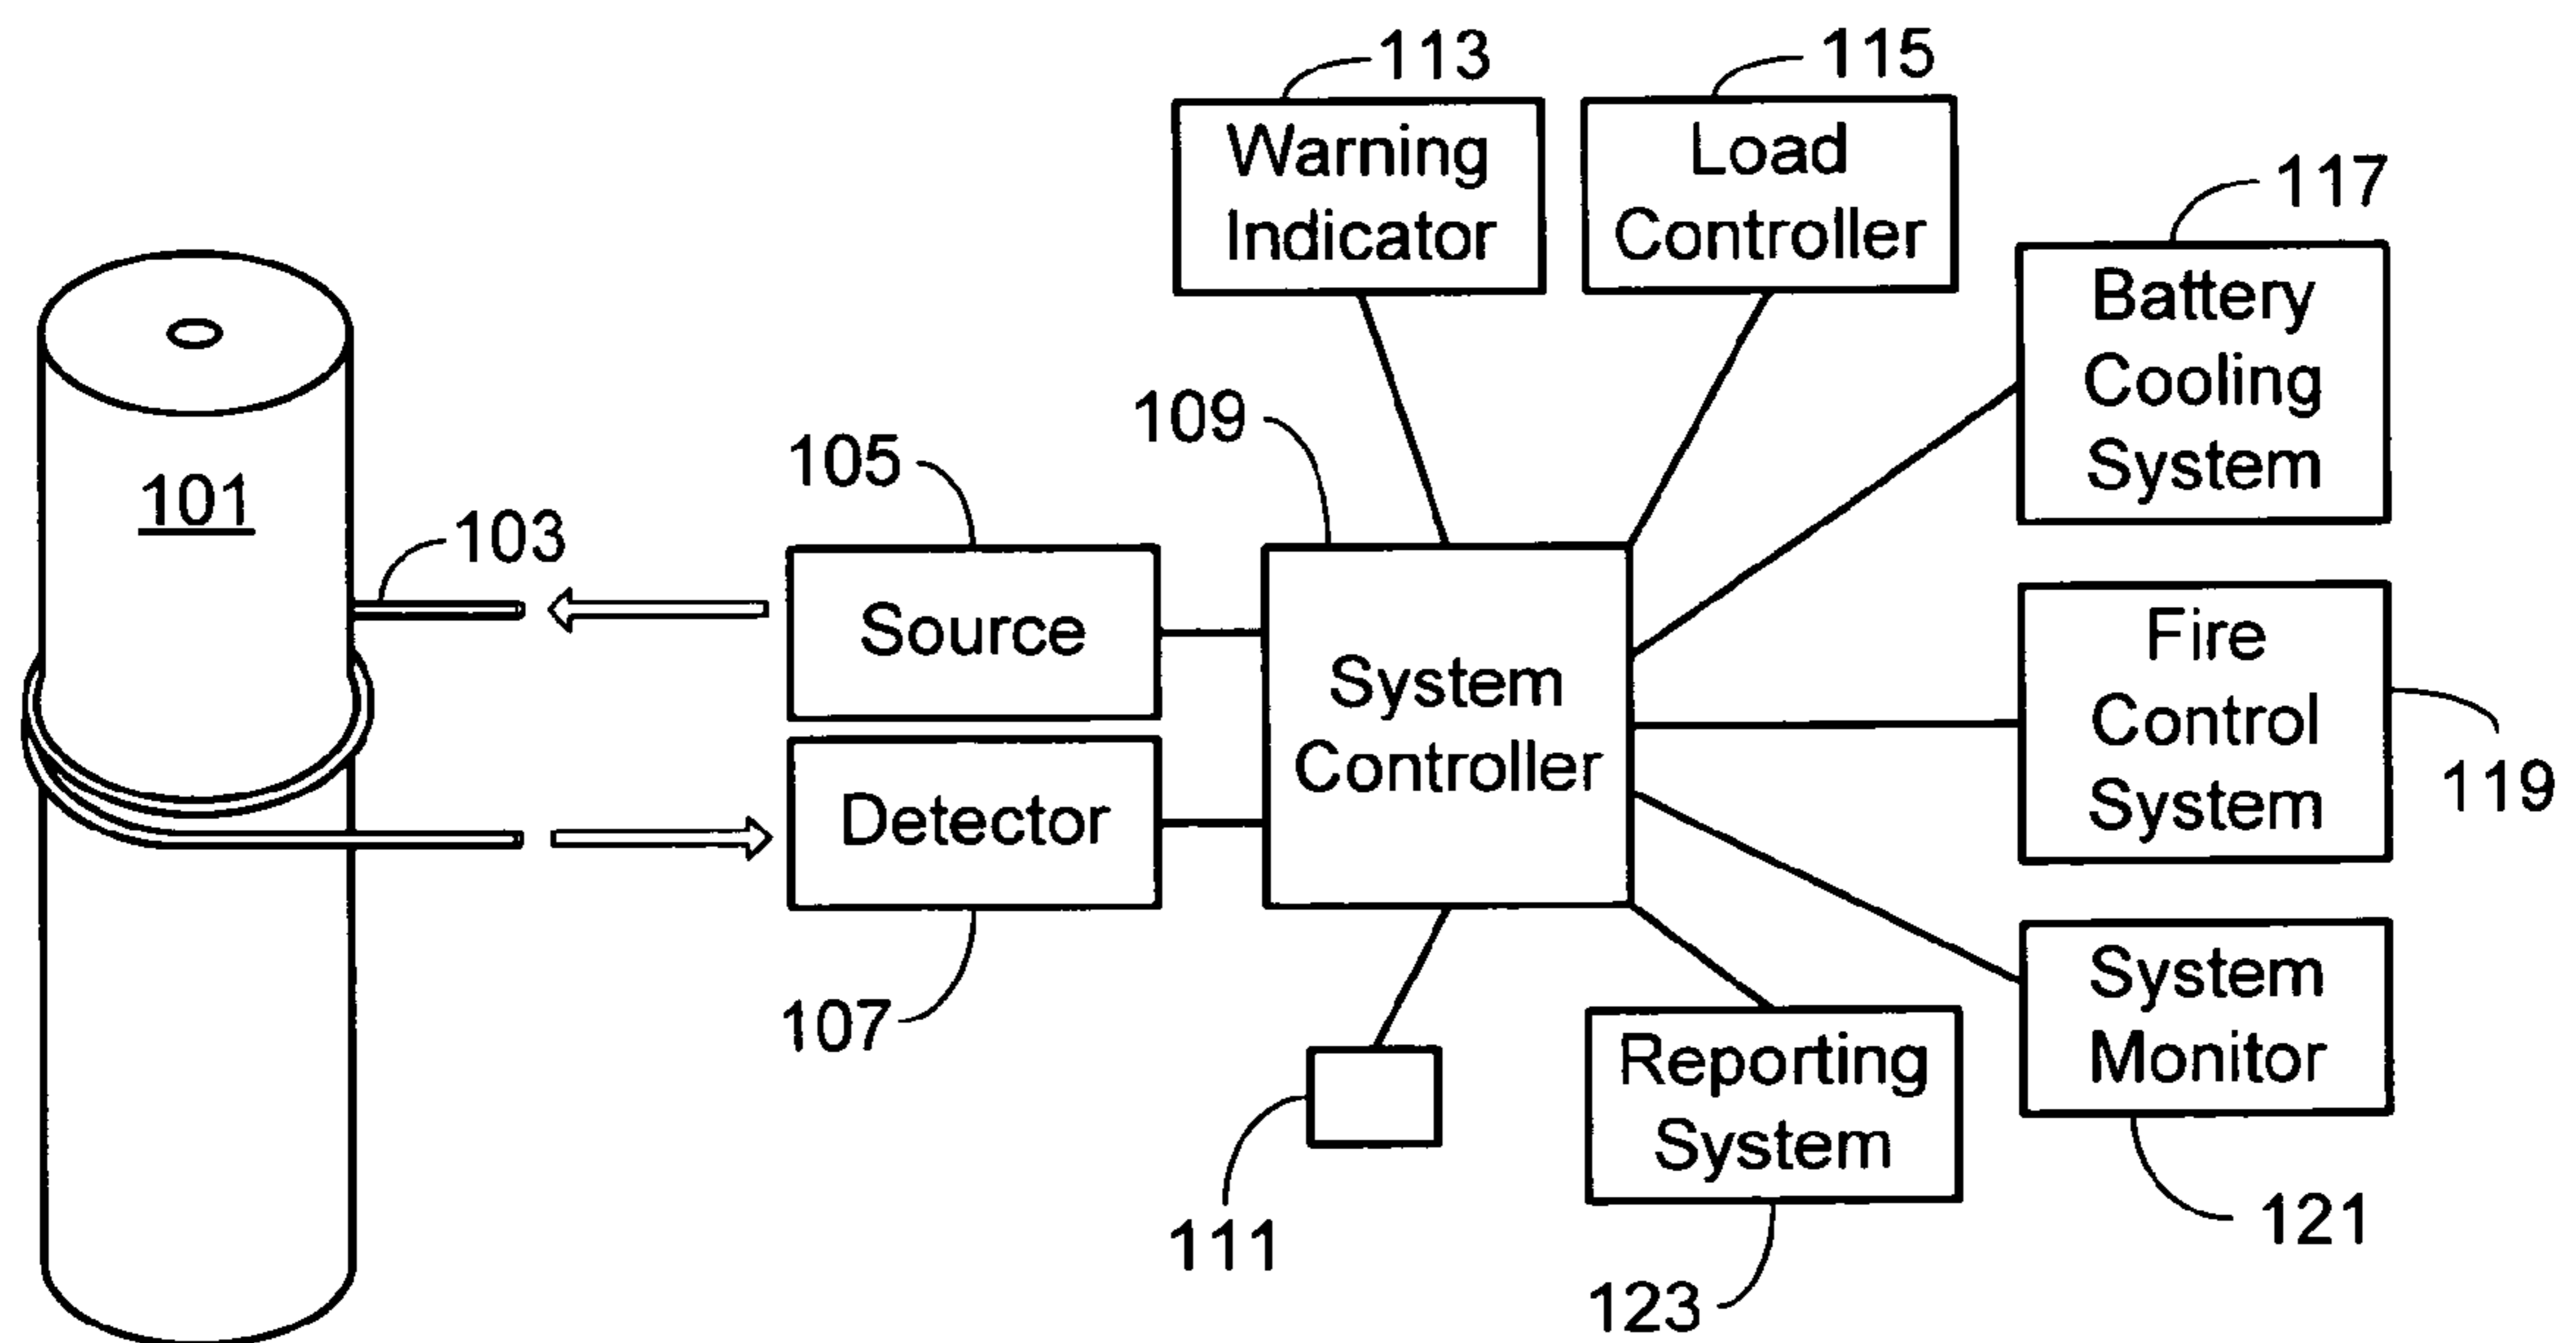 113
115
Warning
Indicator
Load
Controller
117
Battery
Cooling
System
109
105
101
103
Source
Detector
System
Controller
Fire
Control
System
119
107
System
Monitor
Reporting
System
111
121
123